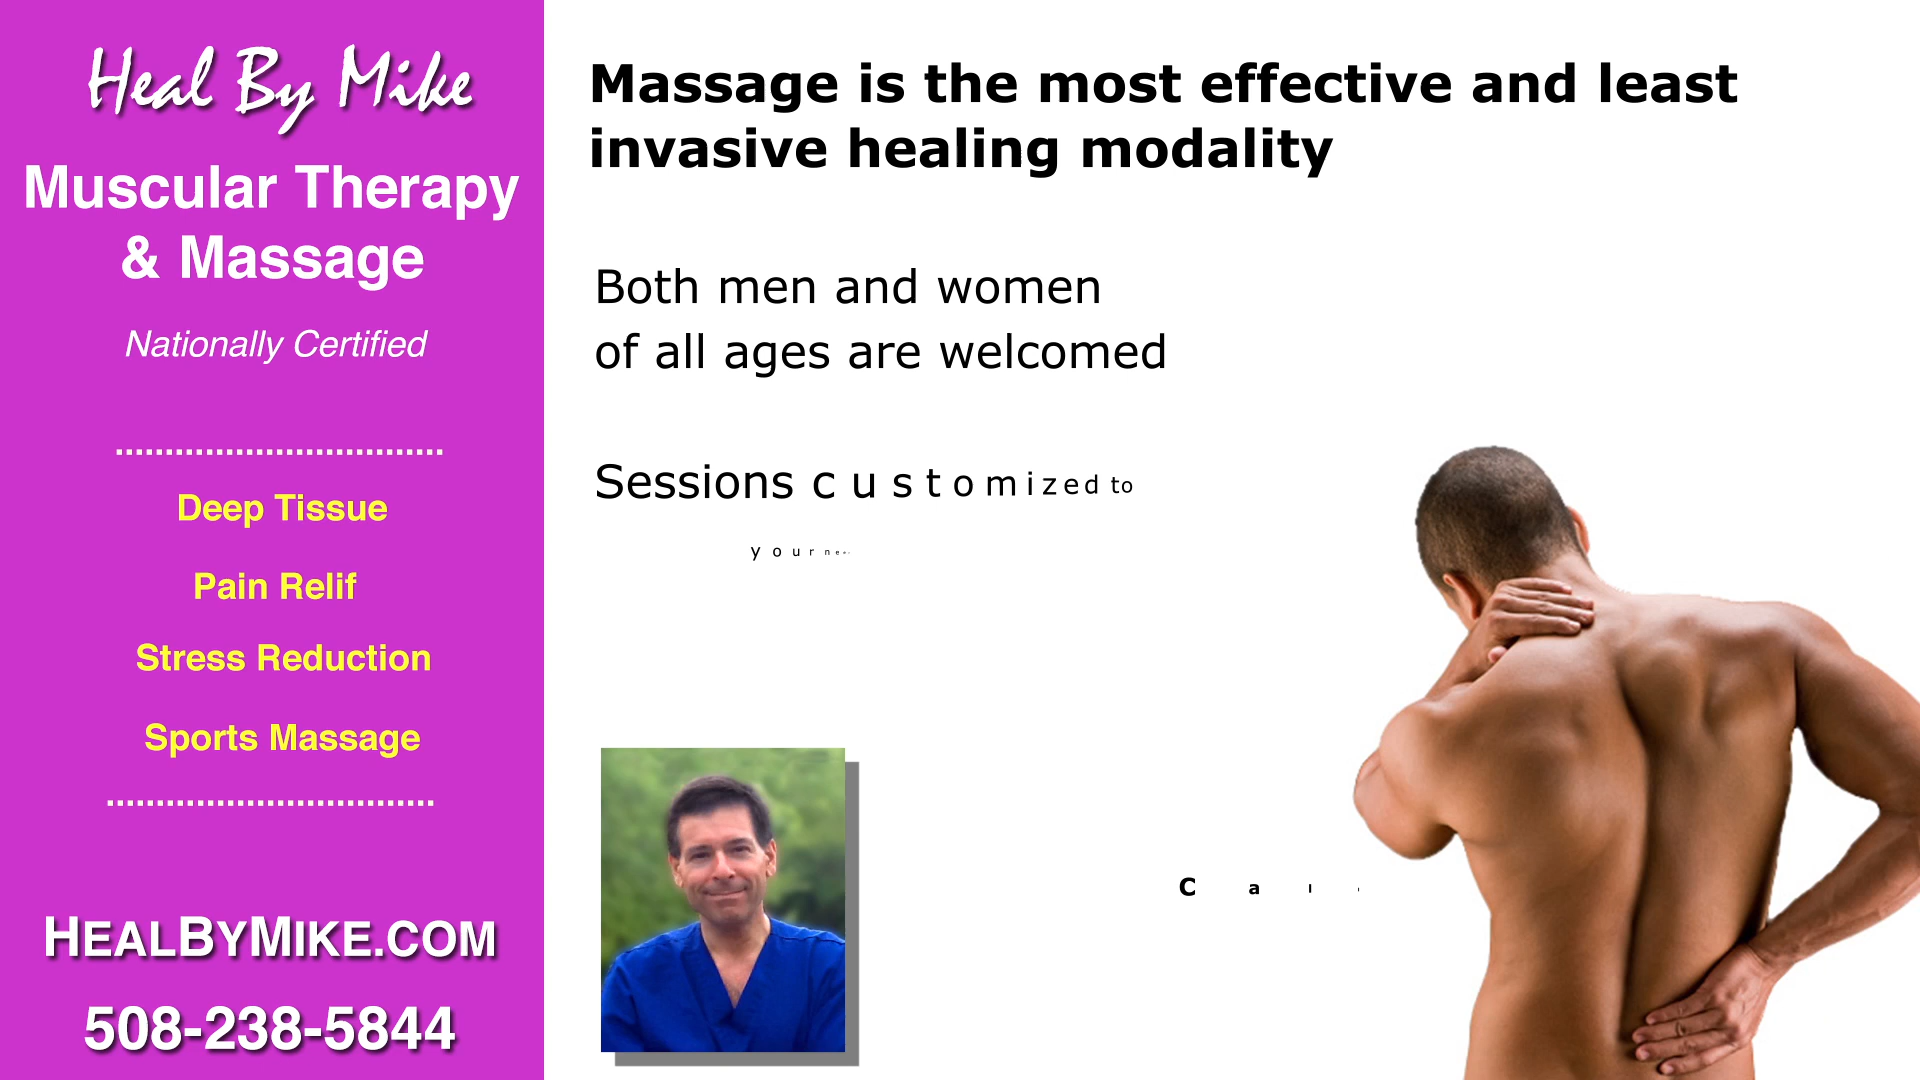 Heal By Mike
Muscular Therapy
& Massage
Nationally Certified
Deep Tissue
Pain Relif
Stress Reduction
Sports Massage
HEALBYMIKE.COM
508-238-5844
Massage is the most effective and least
invasive healing modality
Both men and women
of all ages are welcomed
Sessions customized to
your